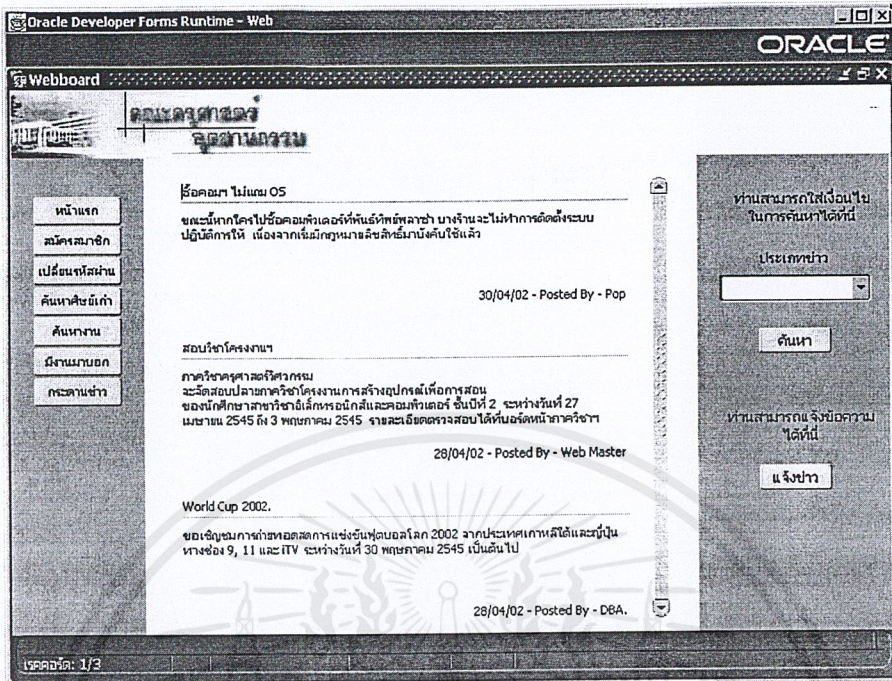 Oracle Developer Forms Runtime - Web
ORACLE
Webboard
คณะครุศาสตร์
อุตสาหกรรม
หน้าแรก
สมัครสมาชิก
เปลี่ยนรหัสผ่าน
ค้นหาศิษย์เก่า
ค้นหางาน
มีงานมาบอก
กระดานข่าว
ซื้อคอมฯ ไม่แถม OS
ขณะนี้หากใครไปซื้อคอมพิวเตอร์ที่พันธ์ทิพย์พลาซ่า บางร้านจะไม่ทำการติดตั้งระบบ
ปฏิบัติการให้ เนื่องจากเริ่มมีกฎหมายลิขสิทธิ์มาบังคับใช้แล้ว
30/04/02 - Posted By - Pop
สอบวิชาโครงงานฯ
ภาควิชาครุศาสตร์วิศวกรรม
จะจัดสอบปลายภาควิชาโครงงานการสร้างอุปกรณ์เพื่อการสอน
ของนักศึกษาสาขาวิชาอิเล็กทรอนิกส์และคอมพิวเตอร์ ชั้นปีที่ 2 ระหว่างวันที่ 27
เมษายน 2545 ถึง 3 พฤษภาคม 2545 รายละเอียดตรวจสอบได้ที่บอร์ดหน้าภาควิชาฯ
28/04/02 - Posted By - Web Master
World Cup 2002.
ขอเชิญชมการถ่ายทอดสดการแข่งขันฟุตบอลโลก 2002 จากประเทศเกาหลีใต้และญี่ปุ่น
ทางช่อง 9, 11 และ iTV ระหว่างวันที่ 30 พฤษภาคม 2545 เป็นต้นไป
28/04/02 - Posted By - DBA.
ท่านสามารถใส่เงื่อนไข
ในการค้นหาได้ที่นี่
ประเภทข่าว
ค้นหา
ท่านสามารถแจ้งข้อความ
ได้ที่นี่
แจ้งข่าว
เรคคอร์ด: 1/3